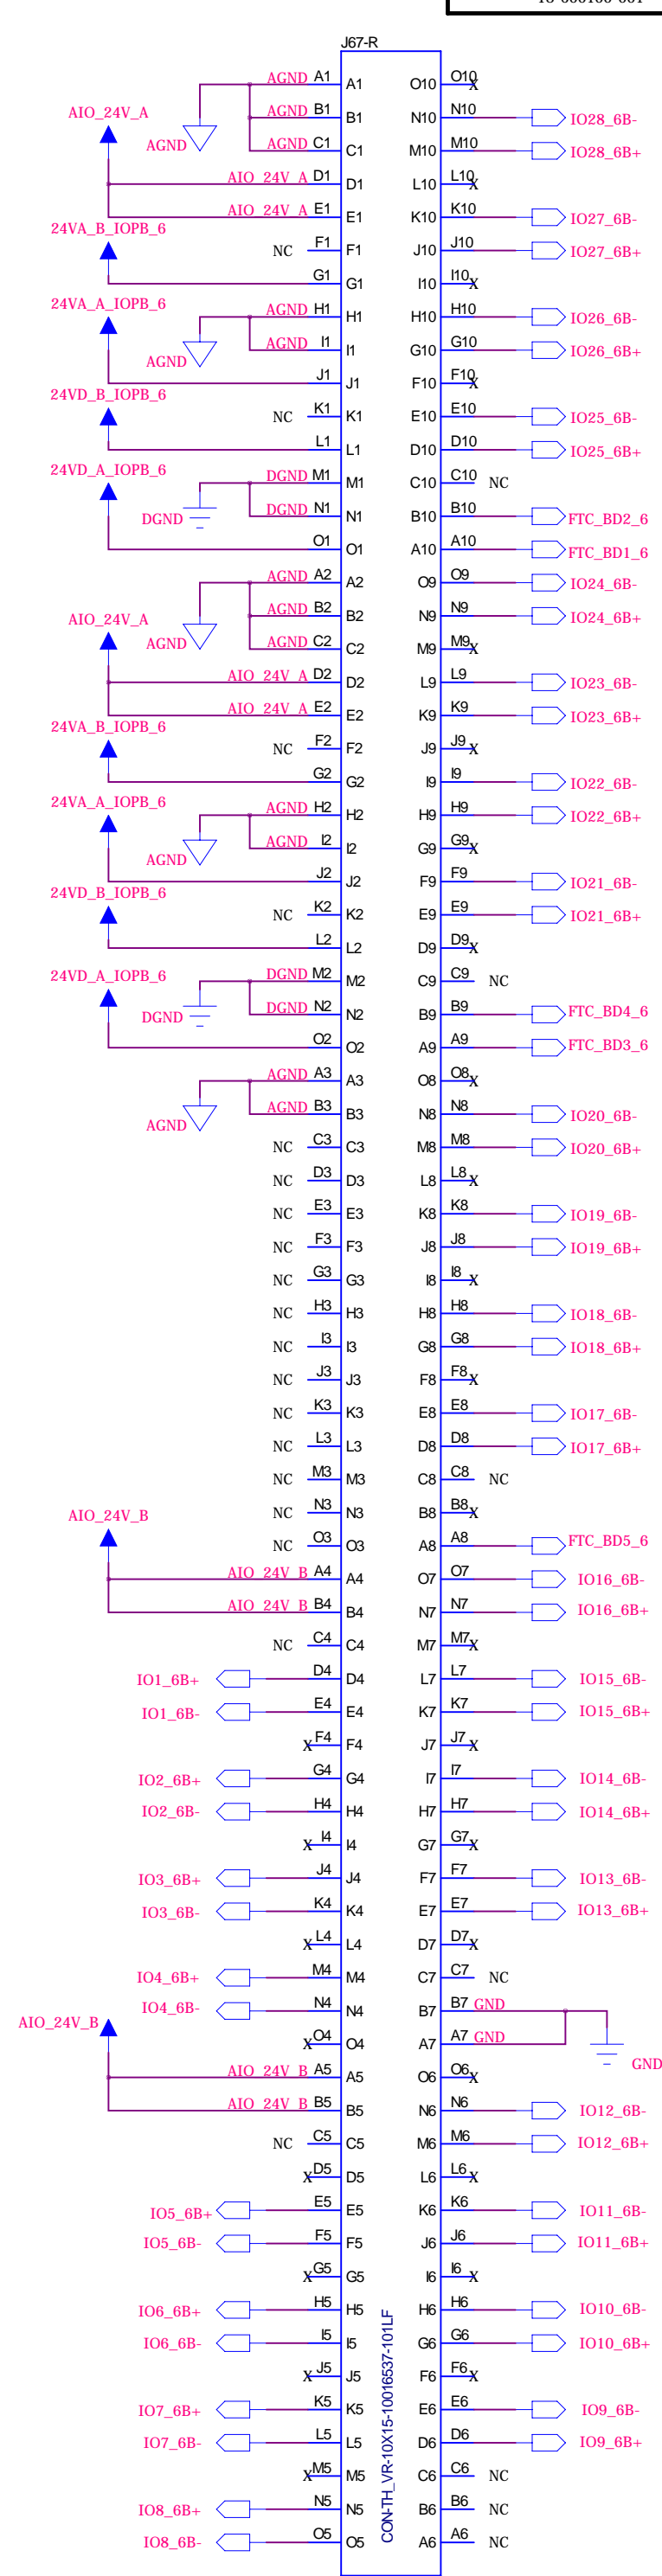 J67-R
AGND A1 A1 O10 O10 X
AIO_24V_A AGND B1 B1 N10 N10 IO28_6B-
AGND AGND C1 C1 M10 M10 IO28_6B+
AIO_24V_A D1 D1 L10 L10 X
AIO_24V_A E1 E1 K10 K10 IO27_6B-
24VA_B_IOPB_6
NC F1 F1 J10 J10 IO27_6B+
G1 G1 I10 I10 X
24VA_A_IOPB_6 AGND H1 H1 H10 H10 IO26_6B-
AGND AGND I1 I1 G10 G10 IO26_6B+
J1 J1 F10 F10 X
24VD_B_IOPB_6
NC K1 K1 E10 E10 IO25_6B-
L1 L1 D10 D10 IO25_6B+
24VD_A_IOPB_6 DGND M1 M1 C10 C10 NC
DGND DGND N1 N1 B10 B10 FTC_BD2_6
O1 O1 A10 A10 FTC_BD1_6
AGND A2 A2 O9 O9 IO24_6B-
AIO_24V_A AGND B2 B2 N9 N9 IO24_6B+
AGND AGND C2 C2 M9 M9 X
AIO_24V_A D2 D2 L9 L9 IO23_6B-
AIO_24V_A E2 E2 K9 K9 IO23_6B+
24VA_B_IOPB_6
NC F2 F2 J9 J9 X
G2 G2 I9 I9 IO22_6B-
24VA_A_IOPB_6 AGND H2 H2 H9 H9 IO22_6B+
AGND AGND I2 I2 G9 G9 X
J2 J2 F9 F9 IO21_6B-
24VD_B_IOPB_6
NC K2 K2 E9 E9 IO21_6B+
L2 L2 D9 D9 X
24VD_A_IOPB_6 DGND M2 M2 C9 C9 NC
DGND DGND N2 N2 B9 B9 FTC_BD4_6
O2 O2 A9 A9 FTC_BD3_6
AGND A3 A3 O8 O8 X
AGND AGND B3 B3 N8 N8 IO20_6B-
NC C3 C3 M8 M8 IO20_6B+
NC D3 D3 L8 L8 X
NC E3 E3 K8 K8 IO19_6B-
NC F3 F3 J8 J8 IO19_6B+
NC G3 G3 I8 I8 X
NC H3 H3 H8 H8 IO18_6B-
NC I3 I3 G8 G8 IO18_6B+
NC J3 J3 F8 F8 X
NC K3 K3 E8 E8 IO17_6B-
NC L3 L3 D8 D8 IO17_6B+
NC M3 M3 C8 C8 NC
AIO_24V_B NC N3 N3 B8 B8 X
NC O3 O3 A8 A8 FTC_BD5_6
AIO_24V_B A4 A4 O7 O7 IO16_6B-
AIO_24V_B B4 B4 N7 N7 IO16_6B+
NC C4 C4 M7 M7 X
IO1_6B+ D4 D4 L7 L7 IO15_6B-
IO1_6B- E4 E4 K7 K7 IO15_6B+
X F4 F4 J7 J7 X
IO2_6B+ G4 G4 I7 I7 IO14_6B-
IO2_6B- H4 H4 H7 H7 IO14_6B+
X I4 I4 G7 G7 X
IO3_6B+ J4 J4 F7 F7 IO13_6B-
IO3_6B- K4 K4 E7 E7 IO13_6B+
X L4 L4 D7 D7 X
IO4_6B+ M4 M4 C7 C7 NC
IO4_6B- N4 N4 B7 B7 GND
AIO_24V_B X O4 O4 A7 A7 GND
GND
AIO_24V_B A5 A5 O6 O6 X
AIO_24V_B B5 B5 N6 N6 IO12_6B-
NC C5 C5 M6 M6 IO12_6B+
X D5 D5 L6 L6 X
IO5_6B+ E5 E5 K6 K6 IO11_6B-
IO5_6B- F5 F5 J6 J6 IO11_6B+
X G5 G5 I6 I6 X
IO6_6B+ H5 H5 H6 H6 IO10_6B-
IO6_6B- I5 I5 G6 G6 IO10_6B+
X J5 J5 F6 F6 X
IO7_6B+ K5 K5 E6 E6 IO9_6B-
IO7_6B- L5 L5 D6 D6 IO9_6B+
X M5 M5 C6 C6 NC
IO8_6B+ N5 N5 B6 B6 NC
IO8_6B- O5 O5 A6 A6 NC
CON-TH_VR-10X15-10016537-101LF